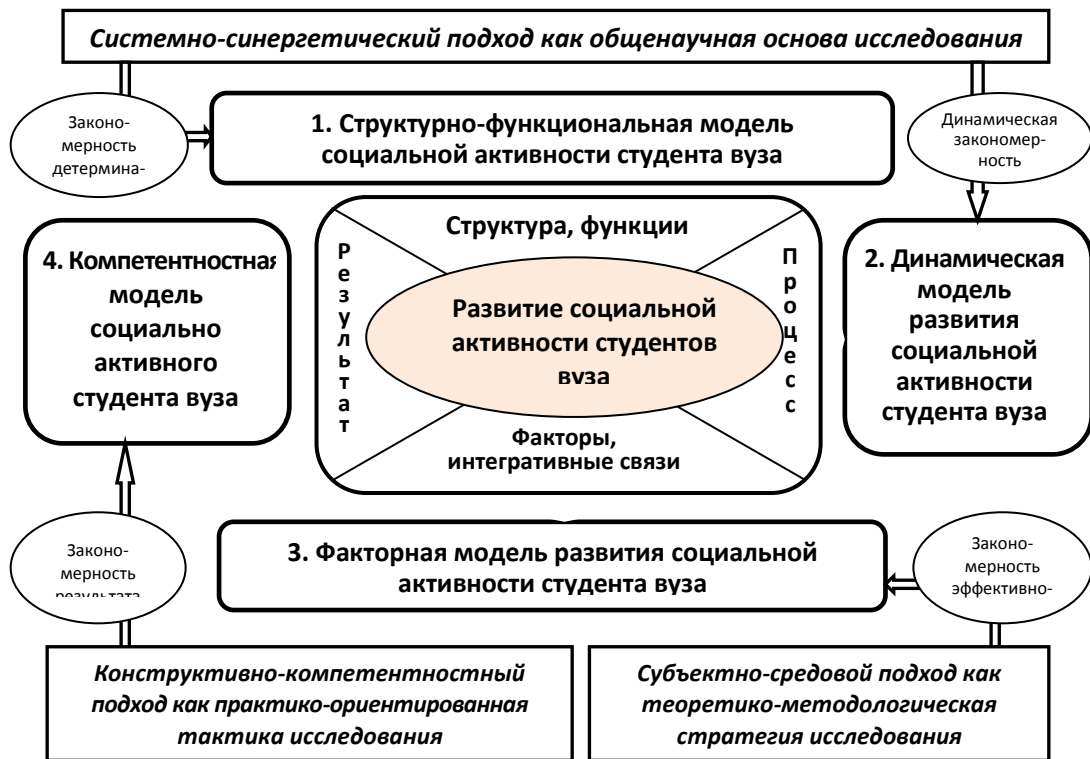 Системно-синергетический подход как общенаучная основа исследования
Законо-
мерность
детермина-
1. Структурно-функциональная модель
социальной активности студента вуза
Динамическая
закономер-
ность
4. Компетентностная
модель
социально
активного
студента вуза
Результат
Структура, функции
Развитие социальной
активности студентов
вуза
Факторы,
интегративные связи
Процесс
2. Динамическая
модель
развития
социальной
активности
студента вуза
Законо-
мерность
результата
3. Факторная модель развития социальной
активности студента вуза
Законо-
мерность
эффективно-
Конструктивно-компетентностный
подход как практико-ориентированная
тактика исследования
Субъектно-средовой подход как
теоретико-методологическая
стратегия исследования